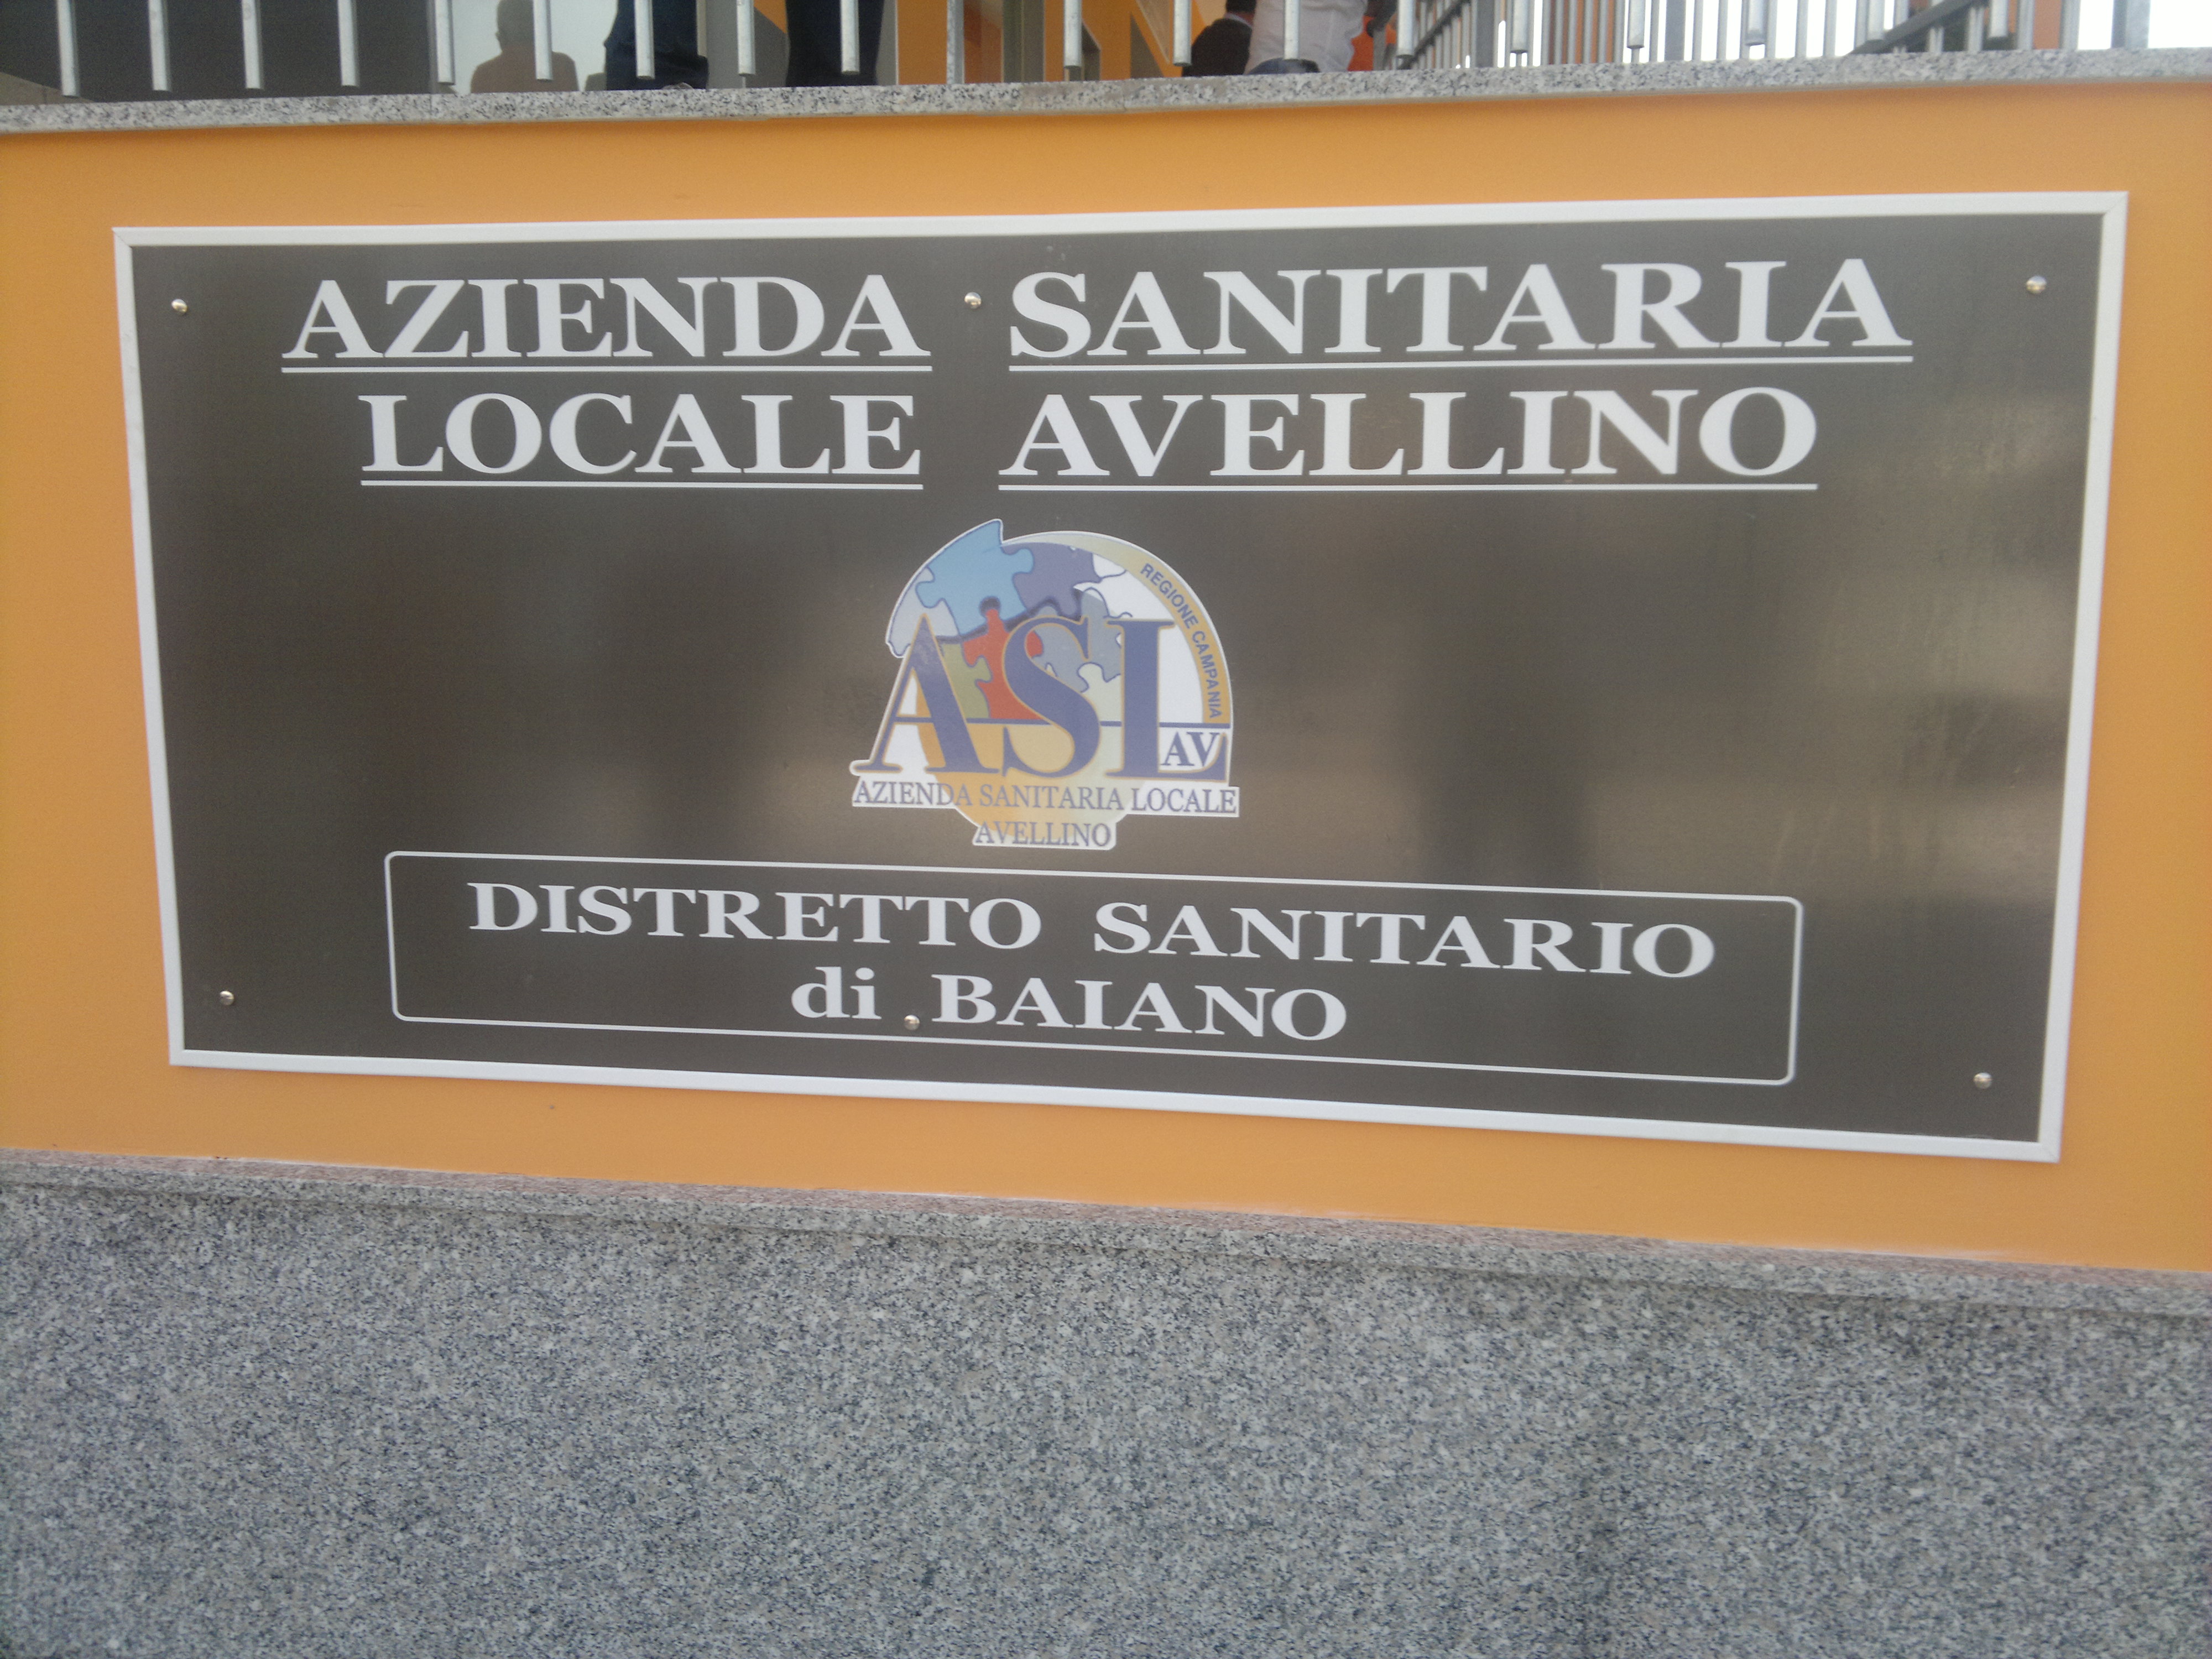 AZIENDA SANITARIA
LOCALE AVELLINO
REGIONE CAMPANIA
ASL
AV
AZIENDA SANITARIA LOCALE
AVELLINO
DISTRETTO SANITARIO
di BAIANO